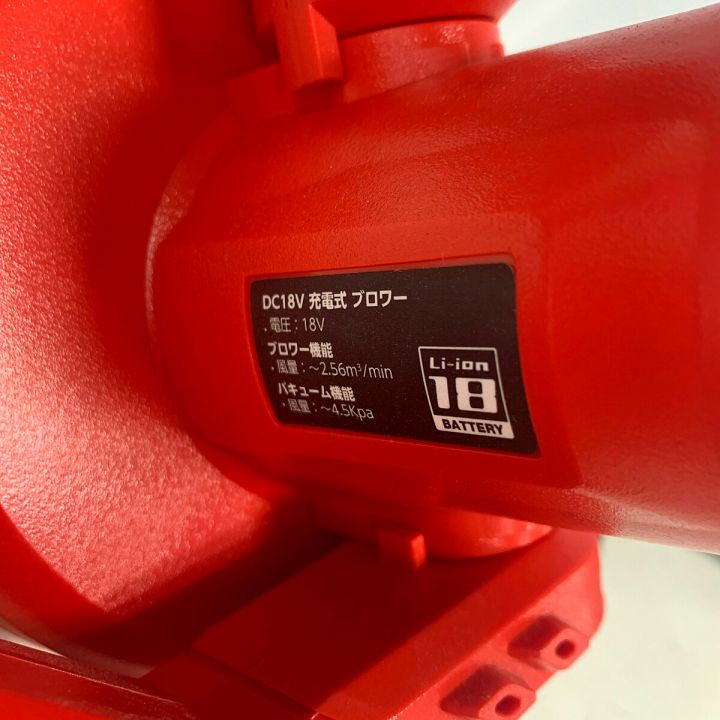 DC18V 充電式 ブロワー
・電圧：18V
ブロワー機能
・風量：～2.56m³/min
バキューム機能
・風量：～4.5Kpa
Li-ion
18
BATTERY